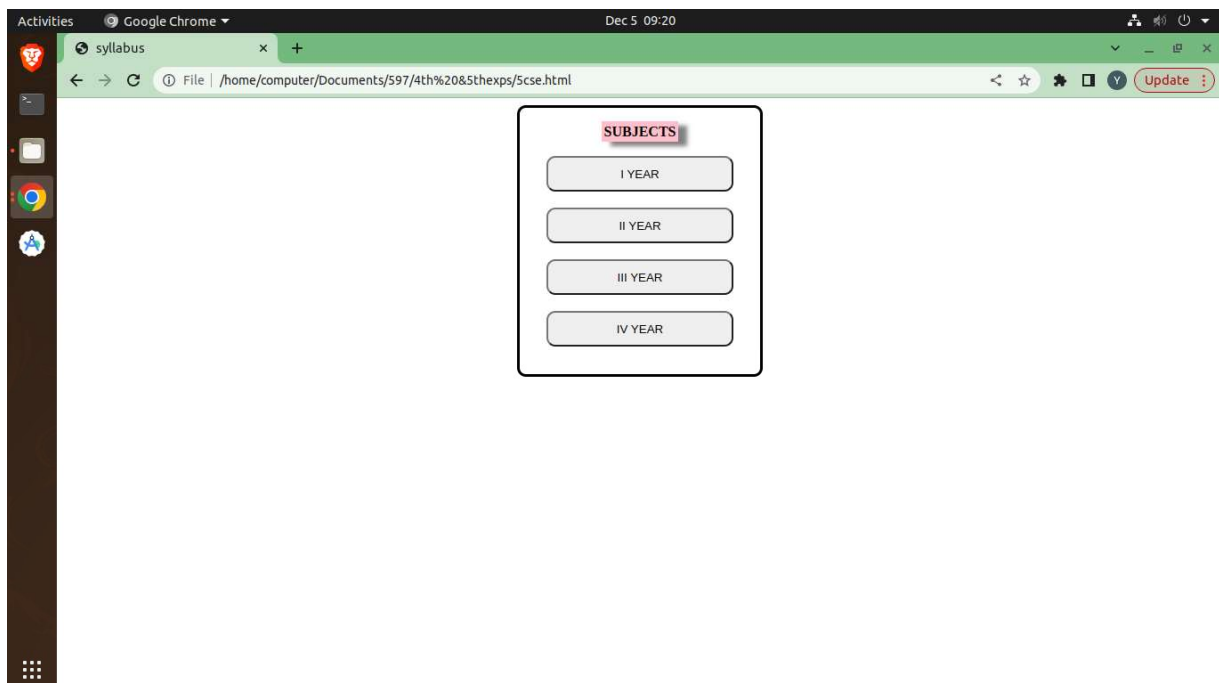 Activities Google Chrome Dec 5 09:20
syllabus
File | /home/computer/Documents/597/4th%20&5thexps/5cse.html Y Update
SUBJECTS
I YEAR
II YEAR
III YEAR
IV YEAR